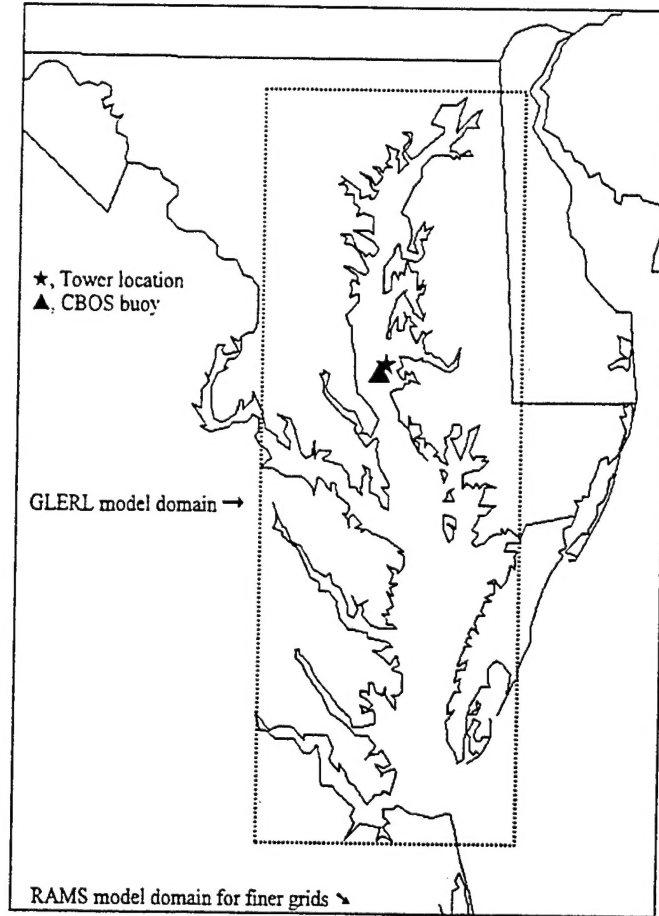 ★, Tower location
▲, CBOS buoy
GLERL model domain →
RAMS model domain for finer grids ↘